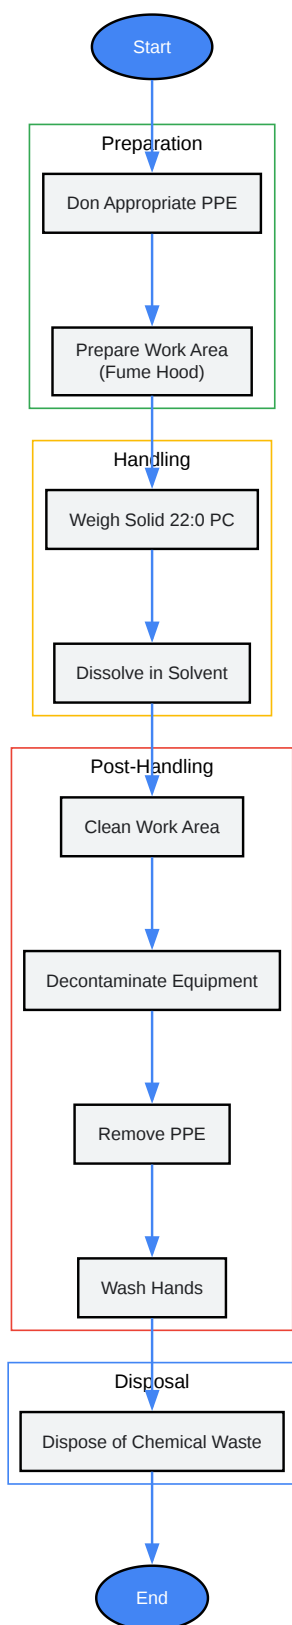 Start
Preparation
Don Appropriate PPE
Prepare Work Area
(Fume Hood)
Handling
Weigh Solid 22:0 PC
Dissolve in Solvent
Post-Handling
Clean Work Area
Decontaminate Equipment
Remove PPE
Wash Hands
Disposal
Dispose of Chemical Waste
End